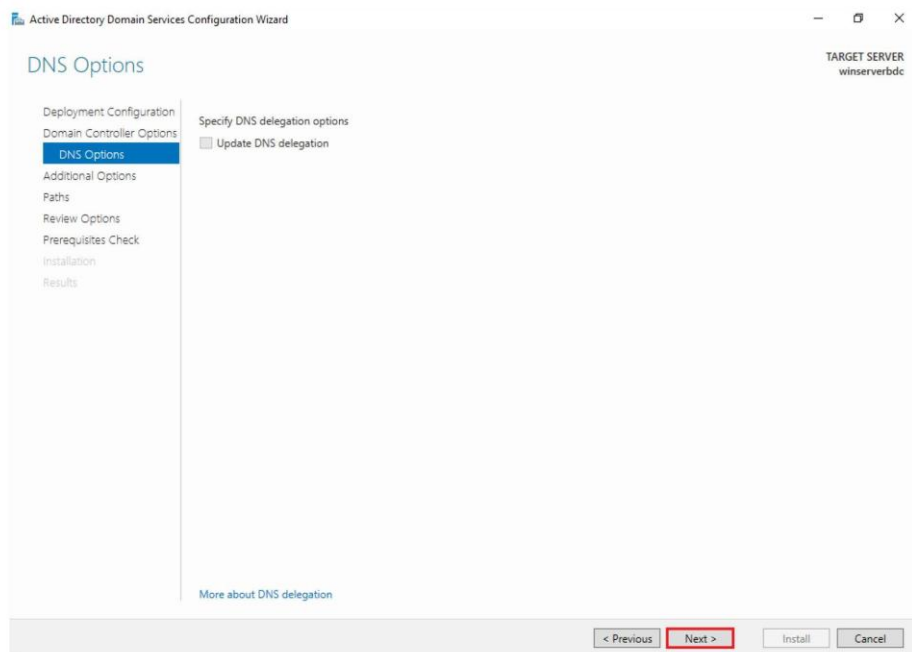 Active Directory Domain Services Configuration Wizard
DNS Options
TARGET SERVER
winserverbdc
Deployment Configuration
Domain Controller Options
DNS Options
Additional Options
Paths
Review Options
Prerequisites Check
Installation
Results
Specify DNS delegation options
Update DNS delegation
More about DNS delegation
< Previous
Next >
Install
Cancel